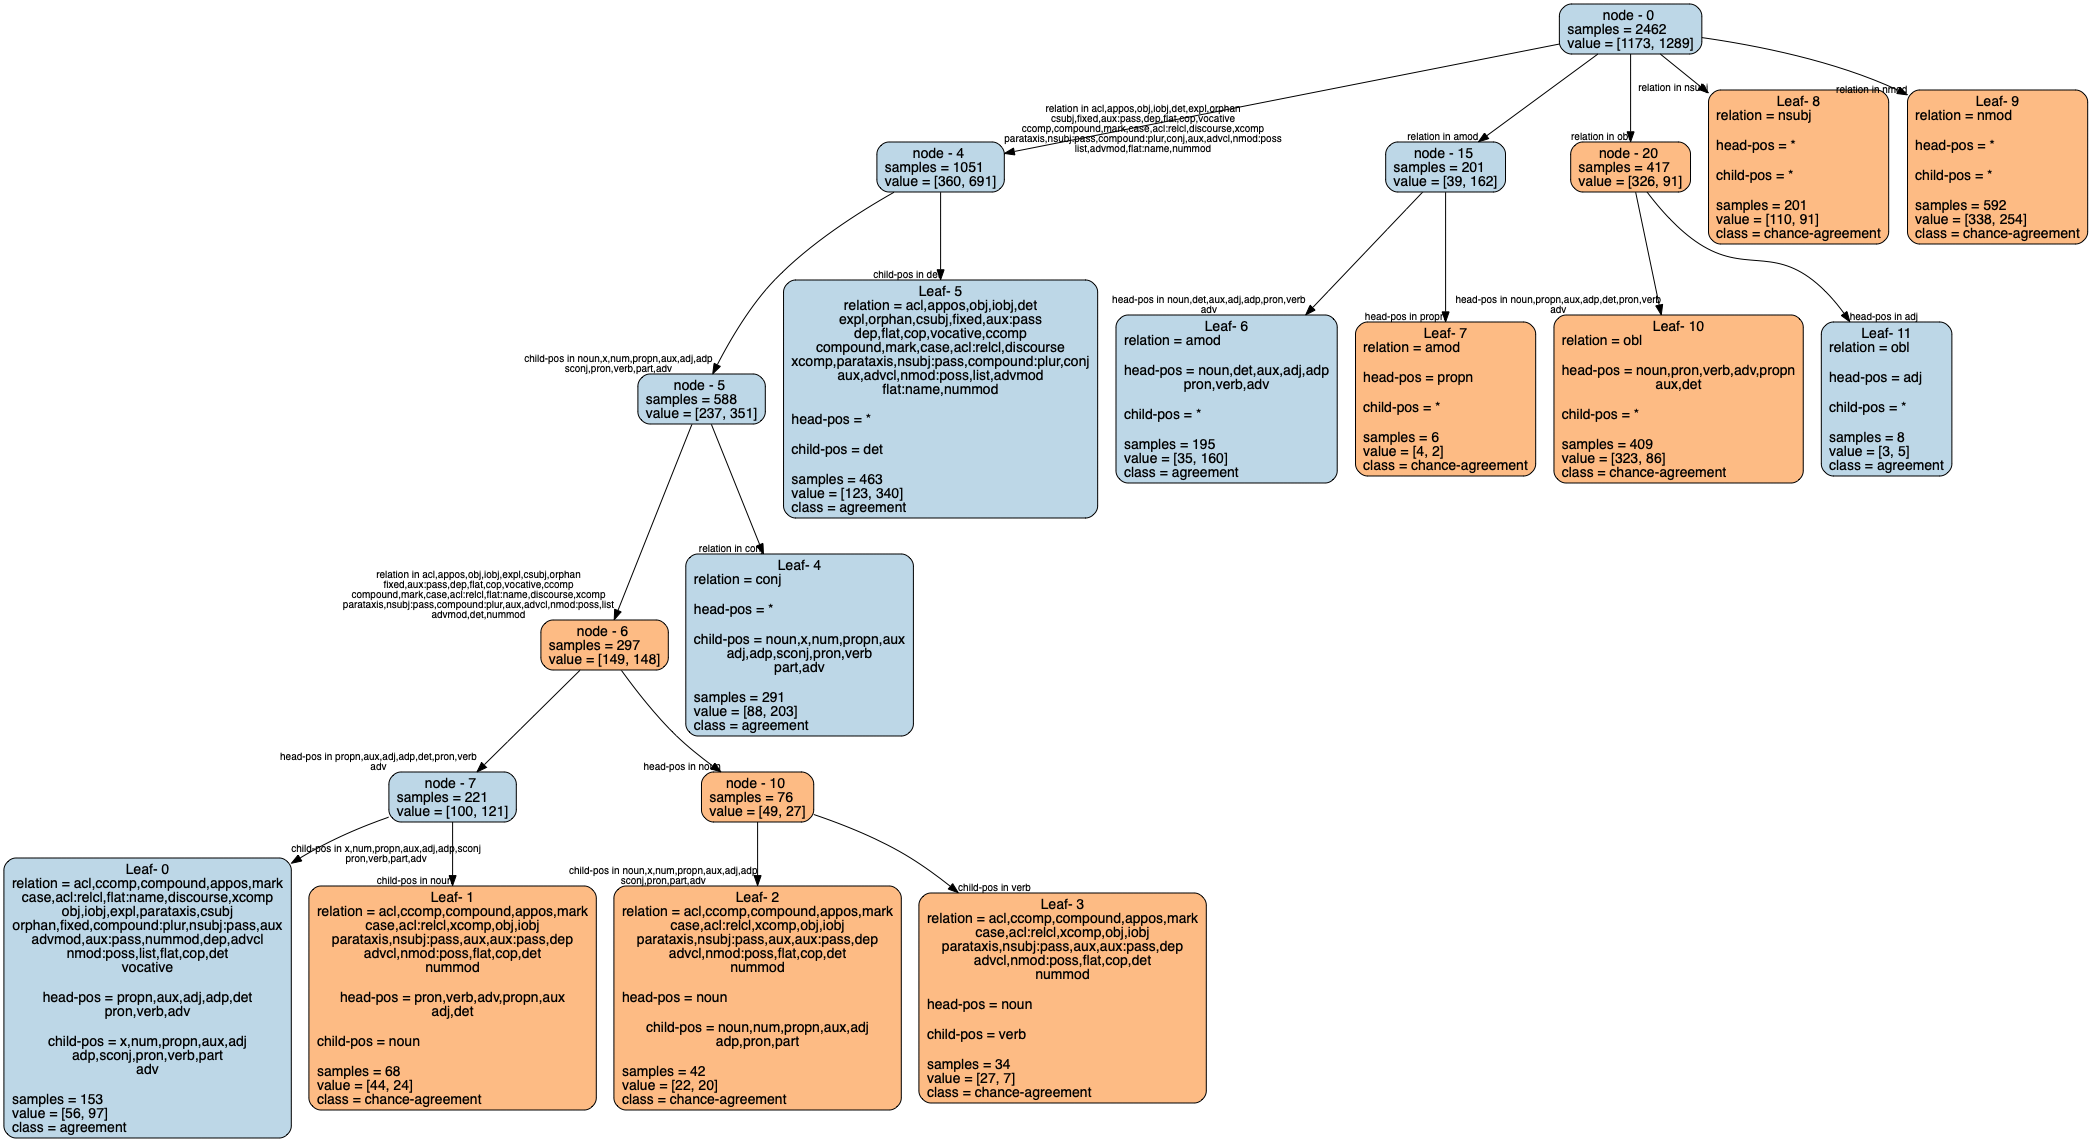 node - 0
samples = 2462
value = [1173, 1289]
relation in acl,appos,obj,iobj,det,expl,orphan
csubj,fixed,aux:pass,dep,flat,cop,vocative
ccomp,compound,mark,case,acl:relcl,discourse,xcomp
parataxis,nsubj:pass,compound:plur,conj,aux,advcl,nmod:poss
list,advmod,flat:name,nummod
relation in amod
relation in obl
relation in nsubj
relation in nmod
node - 4
samples = 1051
value = [360, 691]
node - 15
samples = 201
value = [39, 162]
node - 20
samples = 417
value = [326, 91]
Leaf- 8
relation = nsubj
head-pos = *
child-pos = *
samples = 201
value = [110, 91]
class = chance-agreement
Leaf- 9
relation = nmod
head-pos = *
child-pos = *
samples = 592
value = [338, 254]
class = chance-agreement
child-pos in noun,x,num,propn,aux,adj,adp
sconj,pron,verb,part,adv
child-pos in det
head-pos in noun,det,aux,adj,adp,pron,verb
adv
head-pos in propn
head-pos in noun,propn,aux,adp,det,pron,verb
adv
head-pos in adj
node - 5
samples = 588
value = [237, 351]
Leaf- 5
relation = acl,appos,obj,iobj,det
expl,orphan,csubj,fixed,aux:pass
dep,flat,cop,vocative,ccomp
compound,mark,case,acl:relcl,discourse
xcomp,parataxis,nsubj:pass,compound:plur,conj
aux,advcl,nmod:poss,list,advmod
flat:name,nummod
head-pos = *
child-pos = det
samples = 463
value = [123, 340]
class = agreement
Leaf- 6
relation = amod
head-pos = noun,det,aux,adj,adp
pron,verb,adv
child-pos = *
samples = 195
value = [35, 160]
class = agreement
Leaf- 7
relation = amod
head-pos = propn
child-pos = *
samples = 6
value = [4, 2]
class = chance-agreement
Leaf- 10
relation = obl
head-pos = noun,pron,verb,adv,propn
aux,det
child-pos = *
samples = 409
value = [323, 86]
class = chance-agreement
Leaf- 11
relation = obl
head-pos = adj
child-pos = *
samples = 8
value = [3, 5]
class = agreement
relation in acl,appos,obj,iobj,expl,csubj,orphan
fixed,aux:pass,dep,flat,cop,vocative,ccomp
compound,mark,case,acl:relcl,flat:name,discourse,xcomp
parataxis,nsubj:pass,compound:plur,aux,advcl,nmod:poss,list
advmod,det,nummod
relation in conj
node - 6
samples = 297
value = [149, 148]
Leaf- 4
relation = conj
head-pos = *
child-pos = noun,x,num,propn,aux
adj,adp,sconj,pron,verb
part,adv
samples = 291
value = [88, 203]
class = agreement
head-pos in propn,aux,adj,adp,det,pron,verb
adv
head-pos in noun
node - 7
samples = 221
value = [100, 121]
node - 10
samples = 76
value = [49, 27]
child-pos in x,num,propn,aux,adj,adp,sconj
pron,verb,part,adv
child-pos in noun
child-pos in noun,x,num,propn,aux,adj,adp
sconj,pron,part,adv
child-pos in verb
Leaf- 0
relation = acl,ccomp,compound,appos,mark
case,acl:relcl,flat:name,discourse,xcomp
obj,iobj,expl,parataxis,csubj
orphan,fixed,compound:plur,nsubj:pass,aux
advmod,aux:pass,nummod,dep,advcl
nmod:poss,list,flat,cop,det
vocative
head-pos = propn,aux,adj,adp,det
pron,verb,adv
child-pos = x,num,propn,aux,adj
adp,sconj,pron,verb,part
adv
samples = 153
value = [56, 97]
class = agreement
Leaf- 1
relation = acl,ccomp,compound,appos,mark
case,acl:relcl,xcomp,obj,iobj
parataxis,nsubj:pass,aux,aux:pass,dep
advcl,nmod:poss,flat,cop,det
nummod
head-pos = pron,verb,adv,propn,aux
adj,det
child-pos = noun
samples = 68
value = [44, 24]
class = chance-agreement
Leaf- 2
relation = acl,ccomp,compound,appos,mark
case,acl:relcl,xcomp,obj,iobj
parataxis,nsubj:pass,aux,aux:pass,dep
advcl,nmod:poss,flat,cop,det
nummod
head-pos = noun
child-pos = noun,num,propn,aux,adj
adp,pron,part
samples = 42
value = [22, 20]
class = chance-agreement
Leaf- 3
relation = acl,ccomp,compound,appos,mark
case,acl:relcl,xcomp,obj,iobj
parataxis,nsubj:pass,aux,aux:pass,dep
advcl,nmod:poss,flat,cop,det
nummod
head-pos = noun
child-pos = verb
samples = 34
value = [27, 7]
class = chance-agreement